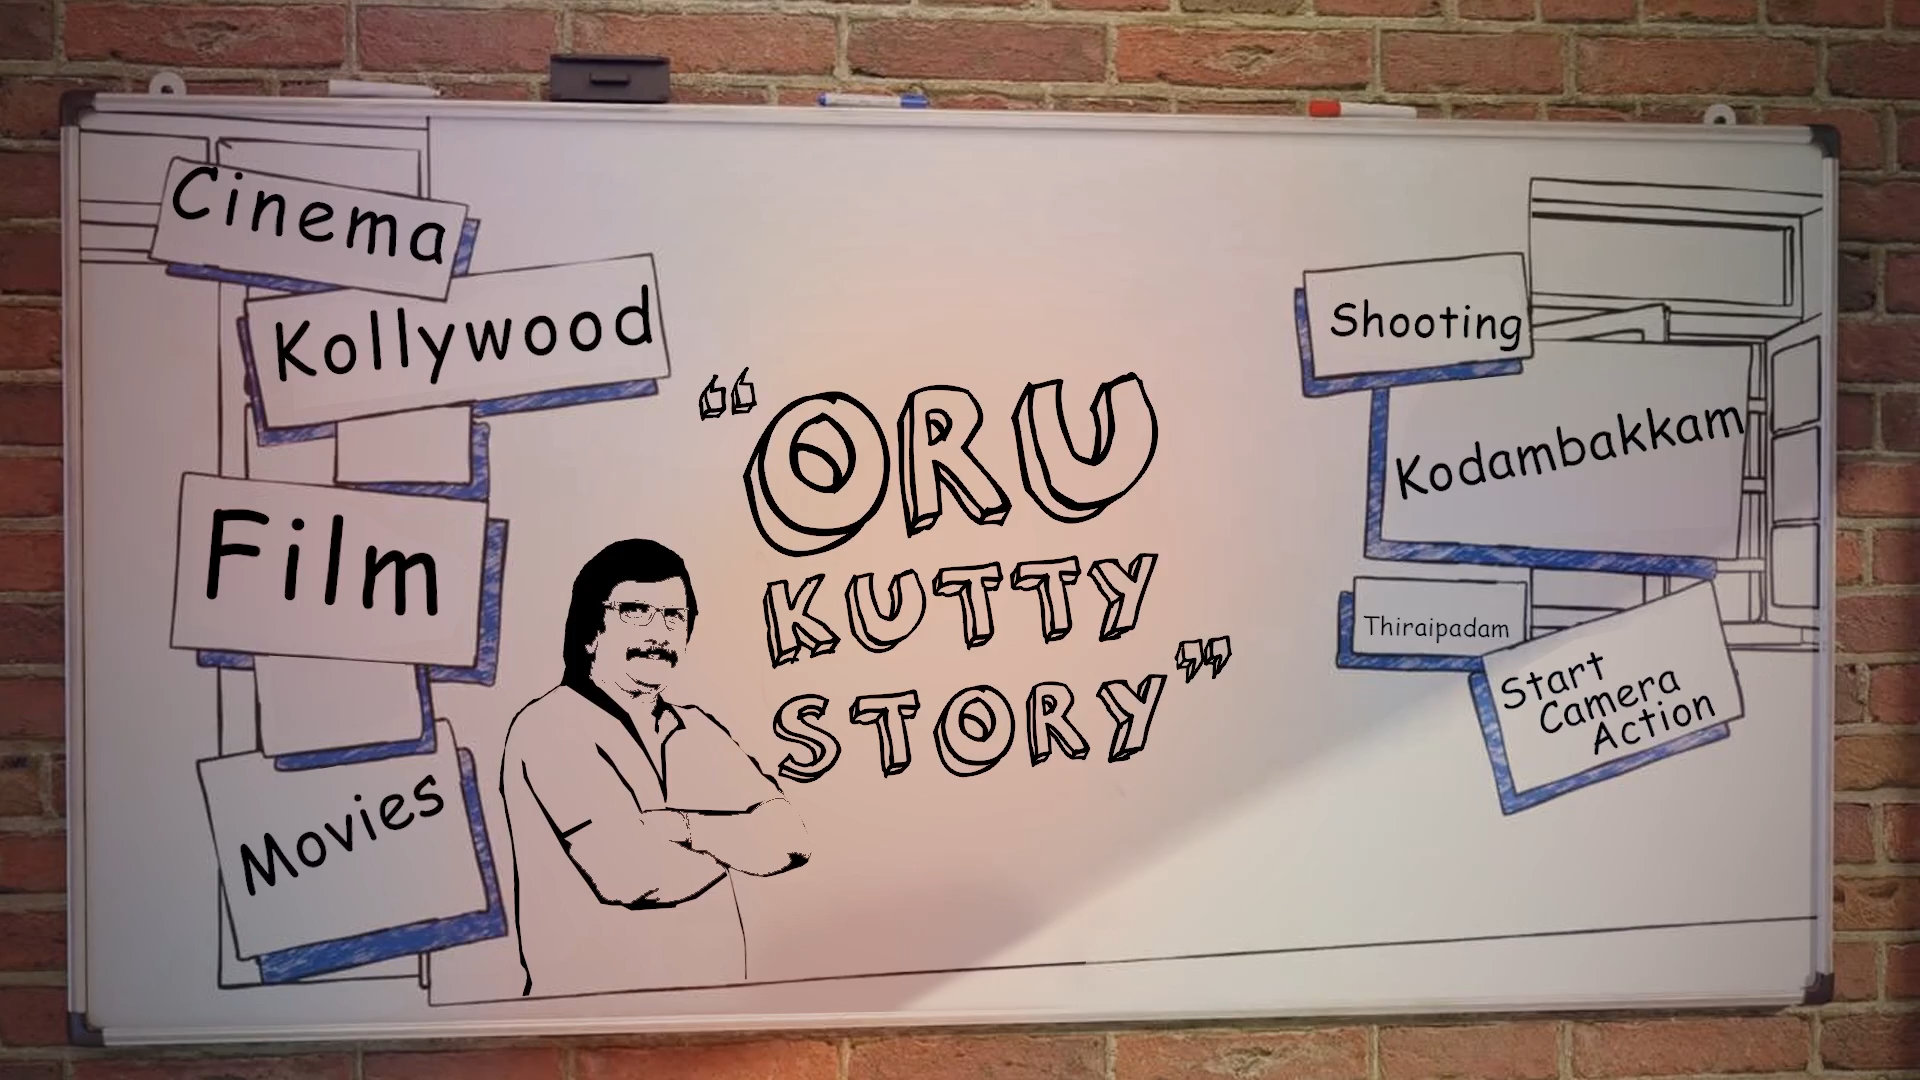 Cinema
Kollywood
Film
Movies
“ORU
KUTTY
STORY”
Shooting
Kodambakkam
Thiraipadam
Start
Camera
Action